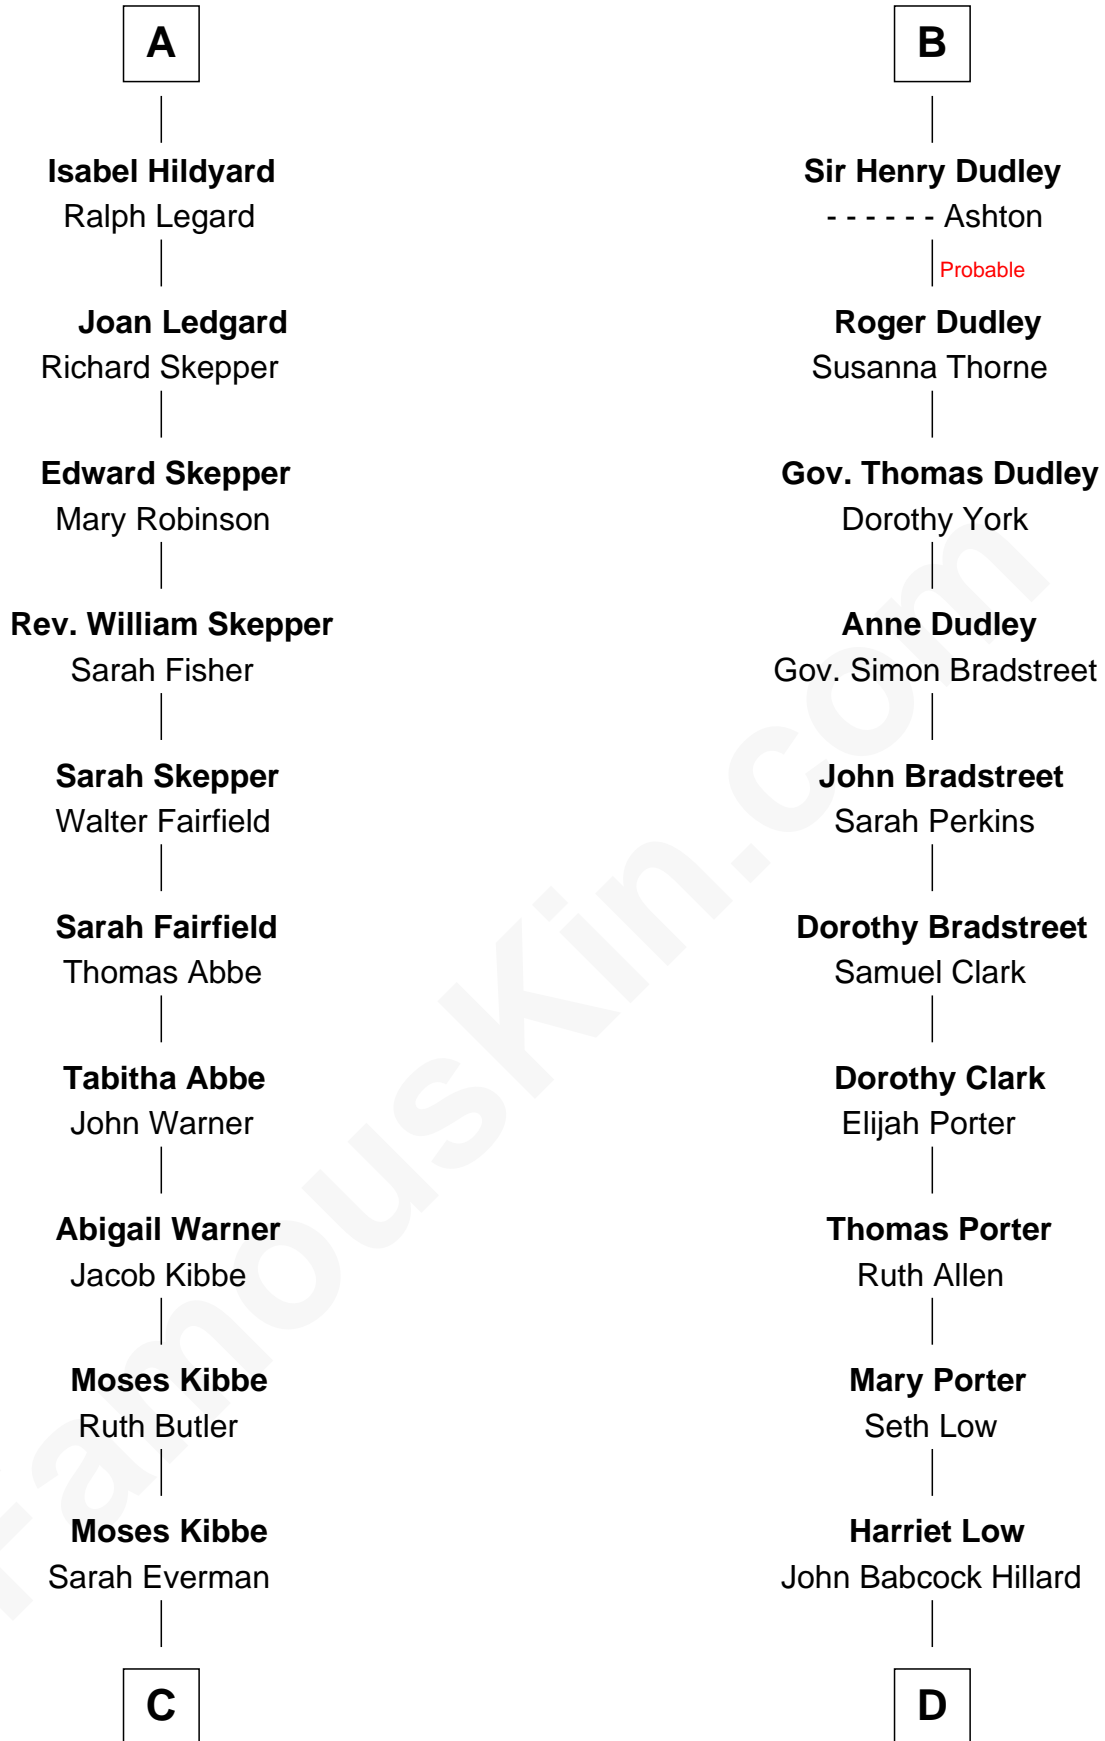 A
Isabel Hildyard
Ralph Legard
Joan Ledgard
Richard Skepper
Edward Skepper
Mary Robinson
Rev. William Skepper
Sarah Fisher
Sarah Skepper
Walter Fairfield
Sarah Fairfield
Thomas Abbe
Tabitha Abbe
John Warner
Abigail Warner
Jacob Kibbe
Moses Kibbe
Ruth Butler
Moses Kibbe
Sarah Everman
C
B
Sir Henry Dudley
- - - - - - Ashton
Probable
Roger Dudley
Susanna Thorne
Gov. Thomas Dudley
Dorothy York
Anne Dudley
Gov. Simon Bradstreet
John Bradstreet
Sarah Perkins
Dorothy Bradstreet
Samuel Clark
Dorothy Clark
Elijah Porter
Thomas Porter
Ruth Allen
Mary Porter
Seth Low
Harriet Low
John Babcock Hillard
D
FamousKin.com